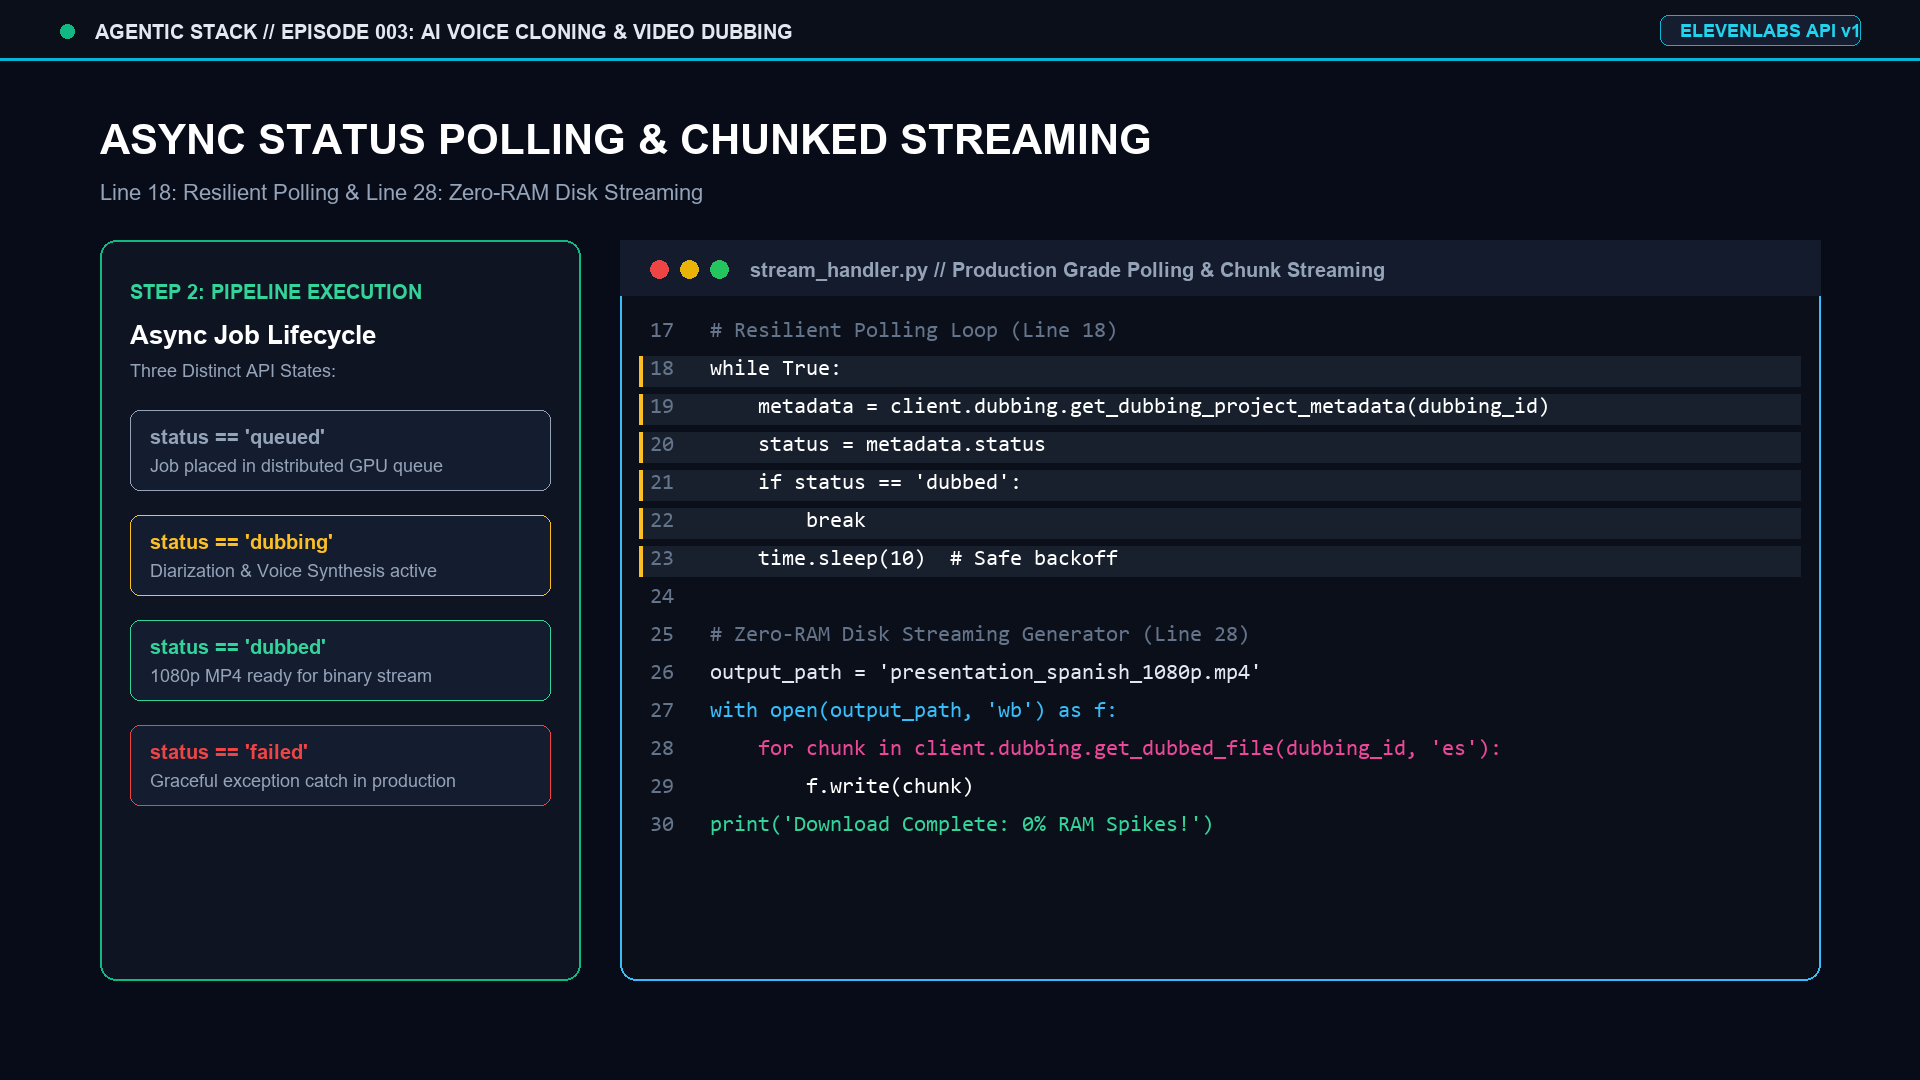 AGENTIC STACK // EPISODE 003: AI VOICE CLONING & VIDEO DUBBING
ELEVENLABS API v1
ASYNC STATUS POLLING & CHUNKED STREAMING
Line 18: Resilient Polling & Line 28: Zero-RAM Disk Streaming
STEP 2: PIPELINE EXECUTION
Async Job Lifecycle
Three Distinct API States:
status == 'queued'
Job placed in distributed GPU queue
status == 'dubbing'
Diarization & Voice Synthesis active
status == 'dubbed'
1080p MP4 ready for binary stream
status == 'failed'
Graceful exception catch in production
stream_handler.py // Production Grade Polling & Chunk Streaming
17 # Resilient Polling Loop (Line 18)
18 while True:
19     metadata = client.dubbing.get_dubbing_project_metadata(dubbing_id)
20     status = metadata.status
21     if status == 'dubbed':
22         break
23     time.sleep(10)  # Safe backoff
24
25 # Zero-RAM Disk Streaming Generator (Line 28)
26 output_path = 'presentation_spanish_1080p.mp4'
27 with open(output_path, 'wb') as f:
28     for chunk in client.dubbing.get_dubbed_file(dubbing_id, 'es'):
29         f.write(chunk)
30 print('Download Complete: 0% RAM Spikes!')